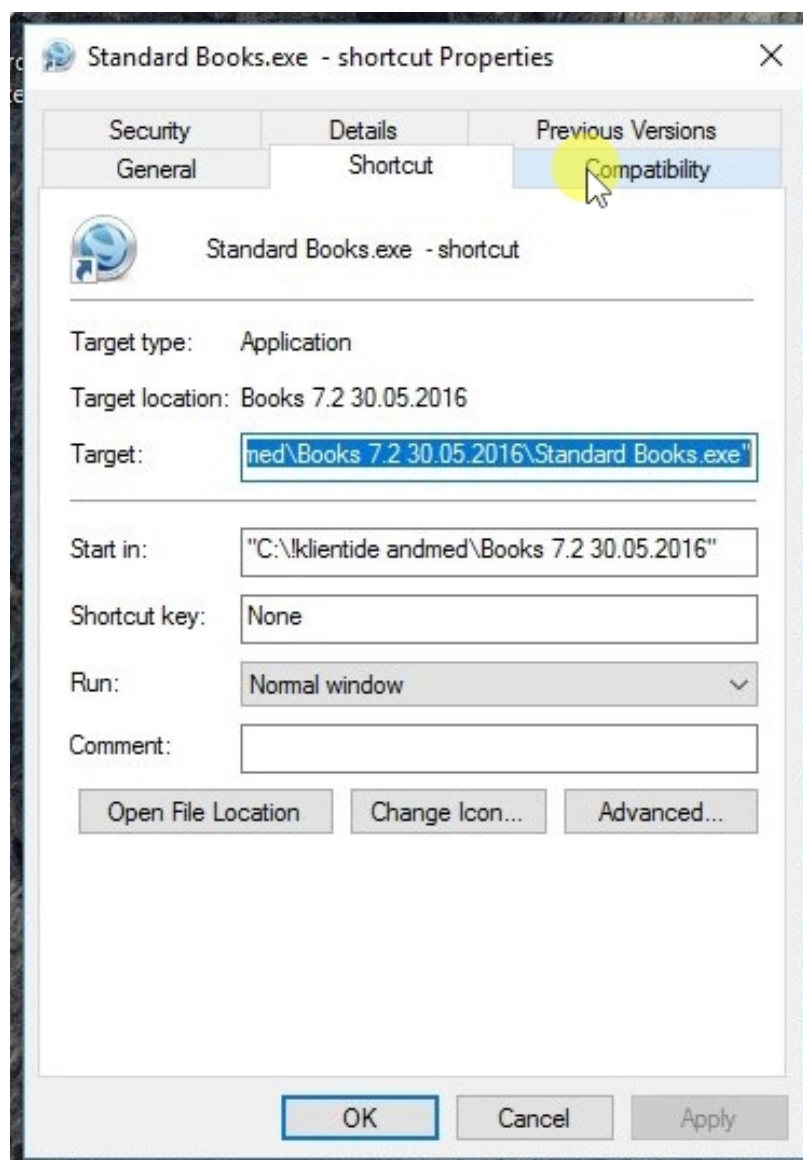 Standard Books.exe - shortcut Properties
Security Details Previous Versions
General Shortcut Compatibility
Standard Books.exe - shortcut
Target type: Application
Target location: Books 7.2 30.05.2016
Target: med\Books 7.2 30.05.2016\Standard Books.exe"
Start in: "C:\!klientide andmed\Books 7.2 30.05.2016"
Shortcut key: None
Run: Normal window
Comment:
Open File Location Change Icon... Advanced...
OK Cancel Apply